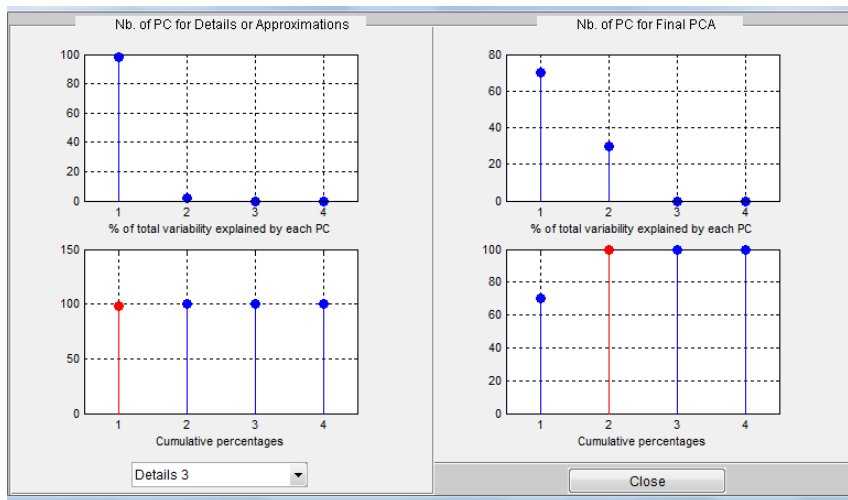 Nb. of PC for Details or Approximations
100
80
60
40
20
0
1 2 3 4
% of total variability explained by each PC
150
100
50
0
1 2 3 4
Cumulative percentages
Details 3
Nb. of PC for Final PCA
80
60
40
20
0
1 2 3 4
% of total variability explained by each PC
100
80
60
40
20
0
1 2 3 4
Cumulative percentages
Close